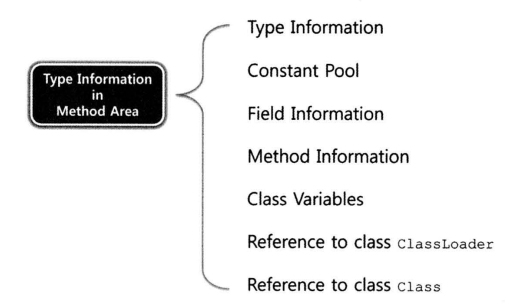 Type Information
in
Method Area
Type Information
Constant Pool
Field Information
Method Information
Class Variables
Reference to class ClassLoader
Reference to class Class